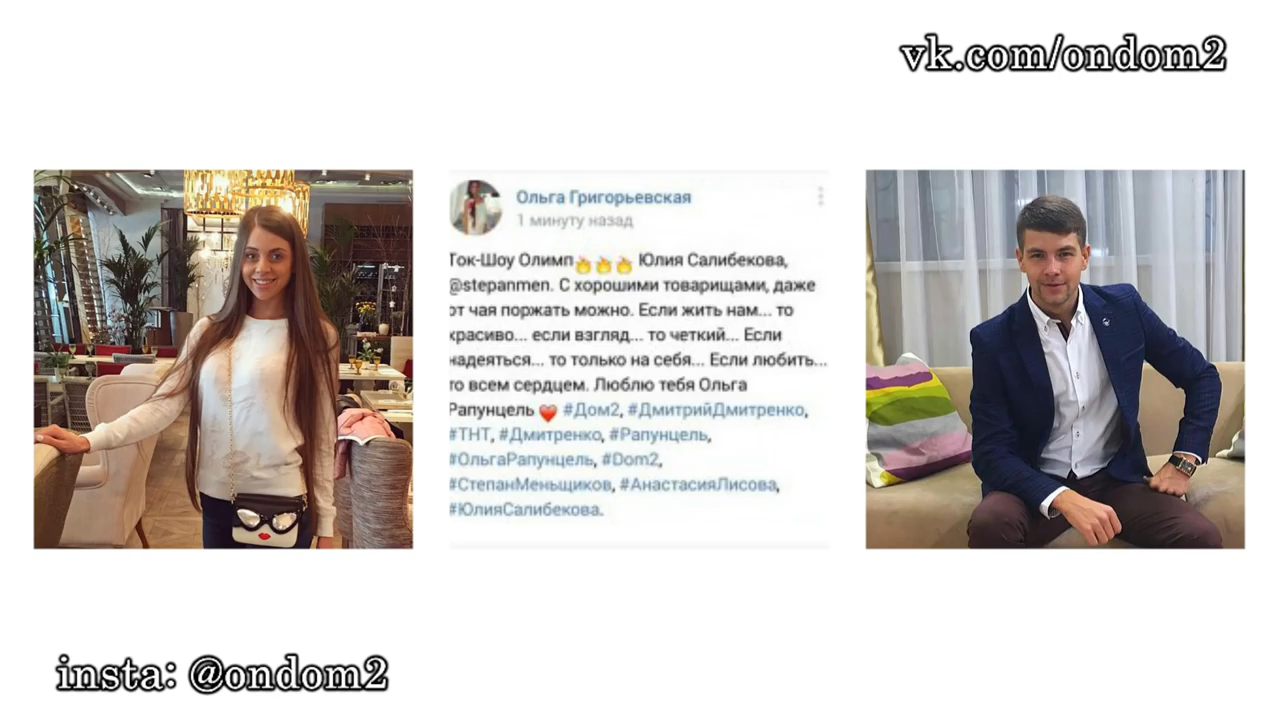 vk.com/ondom2
Ольга Григорьевская
1 минуту назад
Ток-Шоу Олимп🔥🔥🔥 Юлия Салибекова,
@stepanmen. С хорошими товарищами, даже
от чая поржать можно. Если жить нам... то
красиво... если взгляд... то четкий... Если
надеяться... то только на себя... Если любить...
то всем сердцем. Люблю тебя Ольга
Рапунцель ❤️ #Дом2, #ДмитрийДмитренко,
#ТНТ, #Дмитренко, #Рапунцель,
#ОльгаРапунцель, #Dom2,
#СтепанМеньщиков, #АнастасияЛисова,
#ЮлияСалибекова.
insta: @ondom2